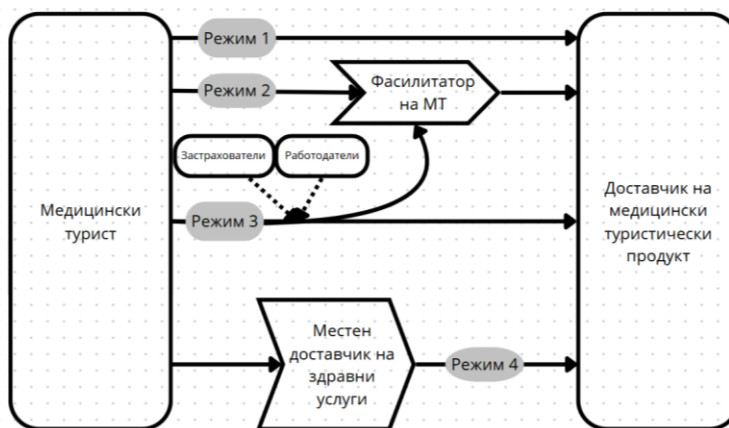 Режим 1
Режим 2
Фасилитатор
на МТ
Застрахователи
Работодатели
Медицински
турист
Режим 3
Доставчик на
медицински
туристически
продукт
Местен
доставчик на
здравни
услуги
Режим 4